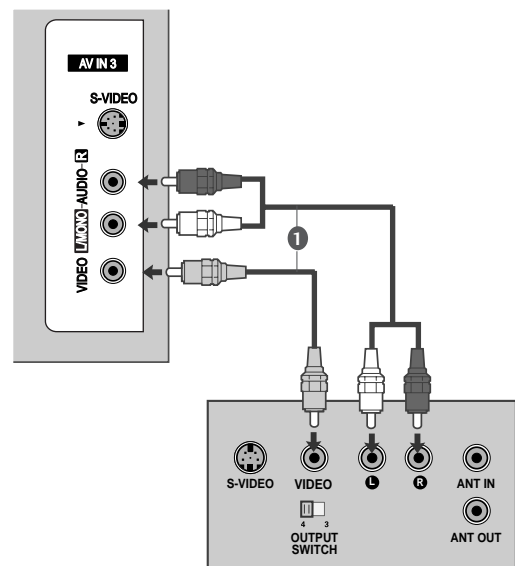 AV IN 3
S-VIDEO
VIDEO L/MONO AUDIO R
1
S-VIDEO
VIDEO
L
R
ANT IN
4 3
OUTPUT
SWITCH
ANT OUT